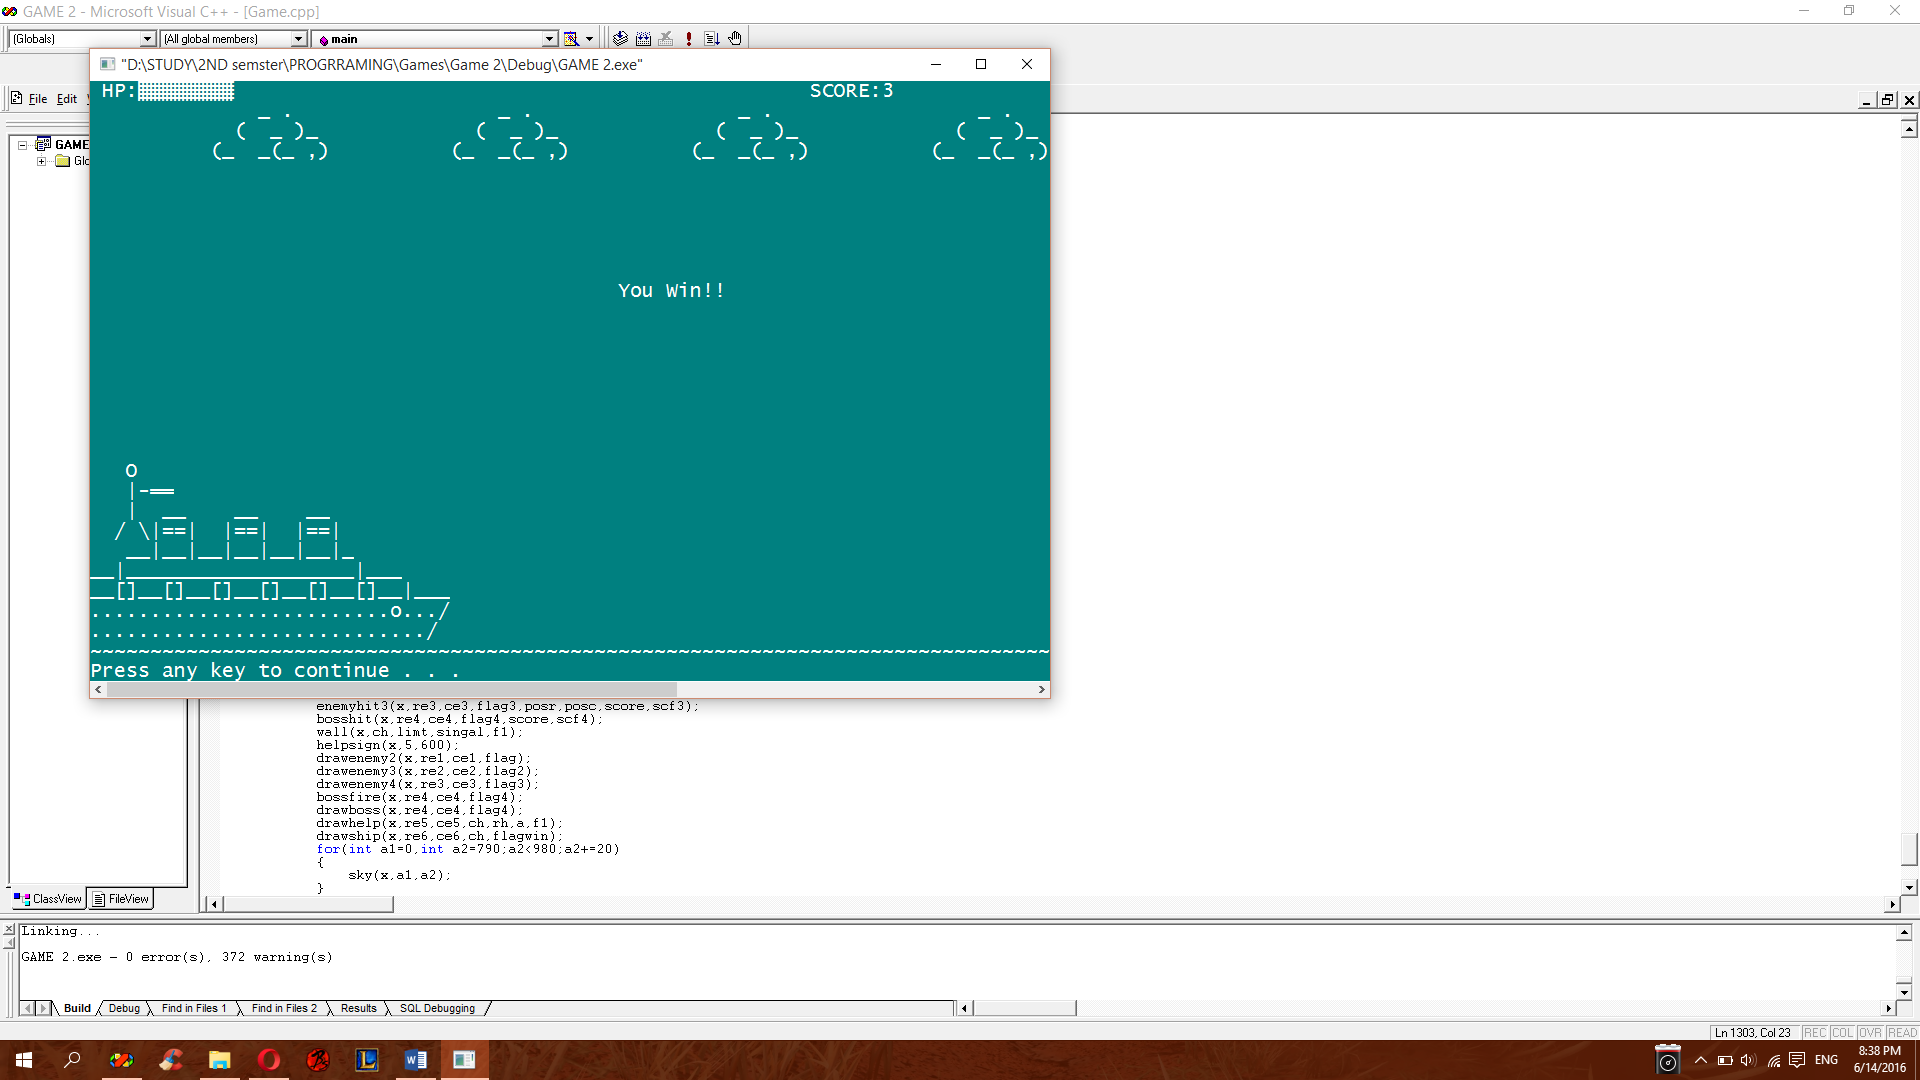 GAME 2 - Microsoft Visual C++ - [Game.cpp]
(Globals) (All global members) main
"D:\STUDY\2ND semster\PROGRRAMING\Games\Game 2\Debug\GAME 2.exe"
HP: SCORE:3
File Edit
GAME
Glo
You Win!!
Press any key to continue . . .
enemyhit3(x,re3,ce3,flag3,posr,posc,score,scf3);
bosshit(x,re4,ce4,flag4,score,scf4);
wall(x,ch,limt,singal,f1);
helpsign(x,5,600);
drawenemy2(x,re1,ce1,flag);
drawenemy3(x,re2,ce2,flag2);
drawenemy4(x,re3,ce3,flag3);
bossfire(x,re4,ce4,flag4);
drawboss(x,re4,ce4,flag4);
drawhelp(x,re5,ce5,ch,rh,a,f1);
drawship(x,re6,ce6,ch,flagwin);
for(int a1=0,int a2=790;a2<980;a2+=20)
{
sky(x,a1,a2);
}
ClassView FileView
Linking...
GAME 2.exe - 0 error(s), 372 warning(s)
Build Debug Find in Files 1 Find in Files 2 Results SQL Debugging
Ln 1303, Col 23 REC COL OVR READ
ENG
8:38 PM
6/14/2016